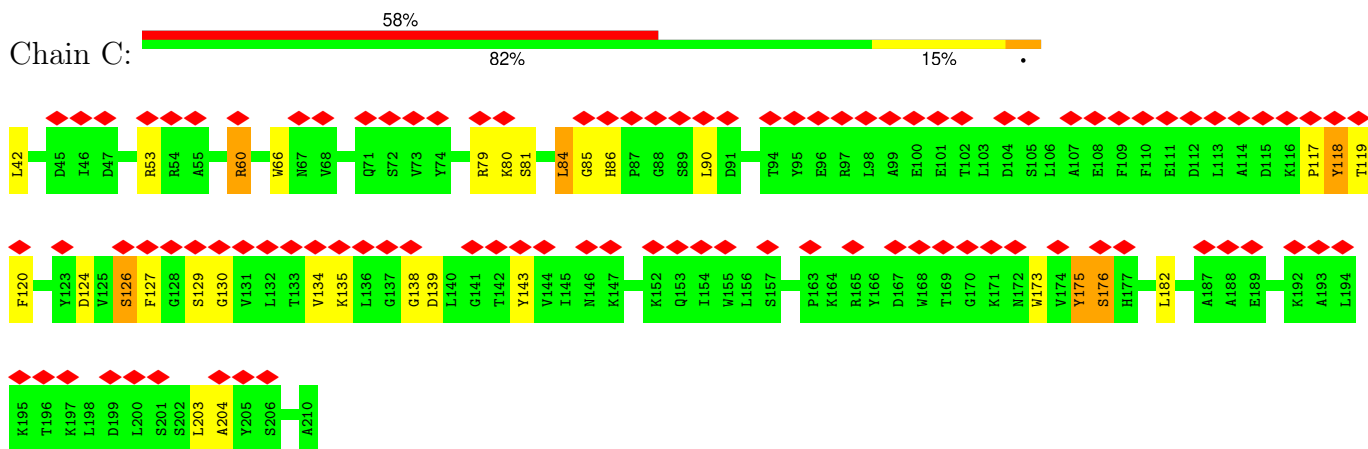 58%
Chain C:
82% 15% •
L42 D45 I46 D47 R53 R54 A55 R60 W66 N67 V68 Q71 S72 V73 Y74 R79 K80 S81 L84 G85 H86 P87 G88 S89 L90 D91 T94 Y95 E96 R97 L98 A99 E100 E101 T102 L103 D104 S105 L106 A107 E108 F109 F110 E111 D112 L113 A114 D115 K116 P117 Y118 T119
F120 Y123 D124 V125 S126 F127 G128 S129 G130 V131 L132 T133 V134 K135 L136 G137 G138 D139 L140 G141 T142 Y143 V144 I145 N146 K147 K152 Q153 I154 W155 L156 S157 P163 K164 R165 Y166 D167 W168 T169 G170 K171 N172 W173 V174 Y175 S176 H177 L182 A187 A188 E189 K192 A193 L194
K195 T196 K197 L198 D199 L200 S201 S202 L203 A204 Y205 S206 A210